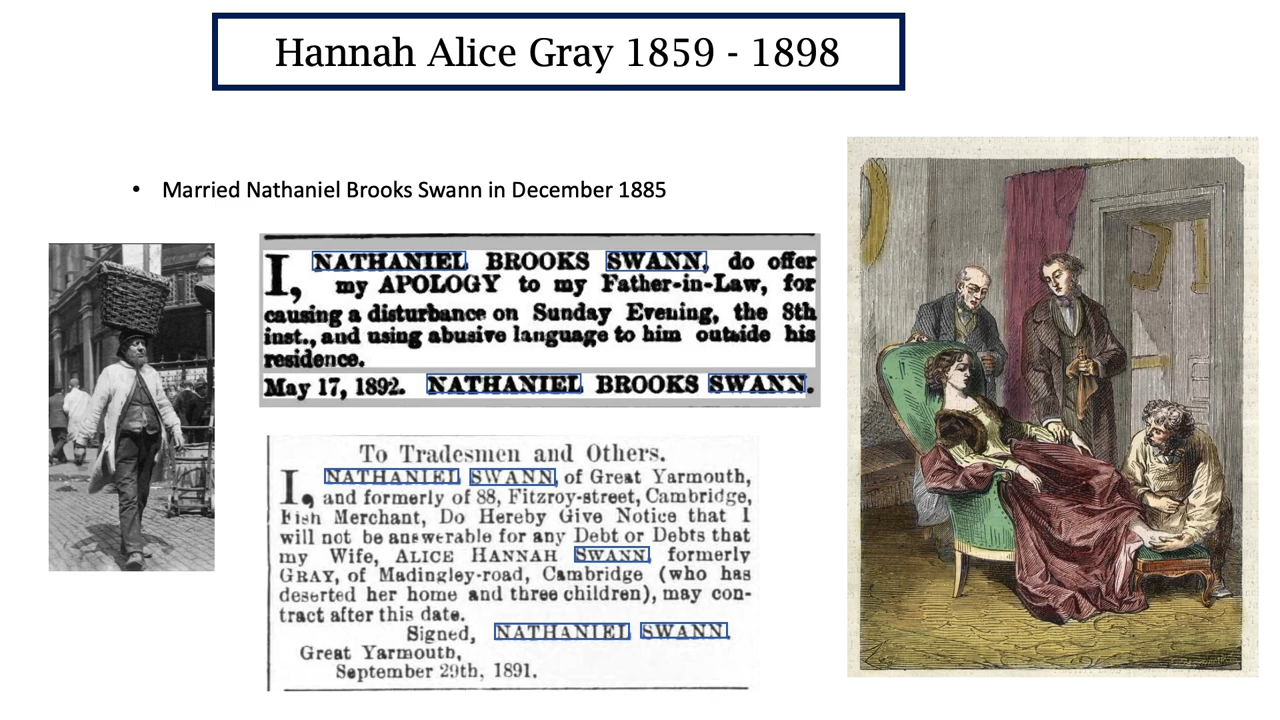 Hannah Alice Gray 1859 - 1898
• Married Nathaniel Brooks Swann in December 1885
I, NATHANIEL BROOKS SWANN, do offer
my APOLOGY to my Father-in-Law, for
causing a disturbance on Sunday Evening, the 8th
inst., and using abusive language to him outside his
residence.
May 17, 1892. NATHANIEL BROOKS SWANN.
To Tradesmen and Others.
I, NATHANIEL SWANN, of Great Yarmouth,
and formerly of 88, Fitzroy-street, Cambridge,
Fish Merchant, Do Hereby Give Notice that I
will not be answerable for any Debt or Debts that
my Wife, ALICE HANNAH SWANN, formerly
GRAY, of Madingley-road, Cambridge (who has
deserted her home and three children), may con-
tract after this date.
Signed, NATHANIEL SWANN.
Great Yarmouth,
September 29th, 1891.